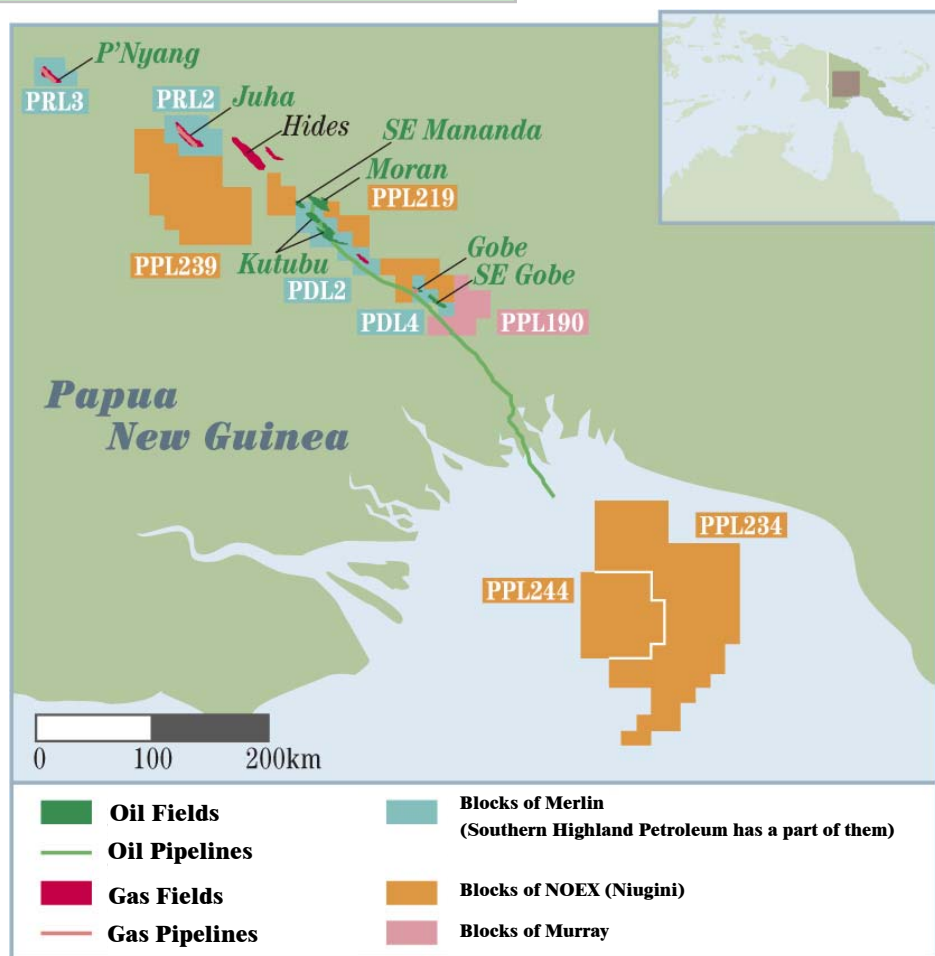 P'Nyang
PRL3
PRL2
Juha
Hides
SE Mananda
Moran
PPL219
PPL239
Kutubu
PDL2
Gobe
SE Gobe
PDL4
PPL190
Papua
New Guinea
PPL234
PPL244
0 100 200km
Oil Fields
Oil Pipelines
Gas Fields
Gas Pipelines
Blocks of Merlin
(Southern Highland Petroleum has a part of them)
Blocks of NOEX (Niugini)
Blocks of Murray